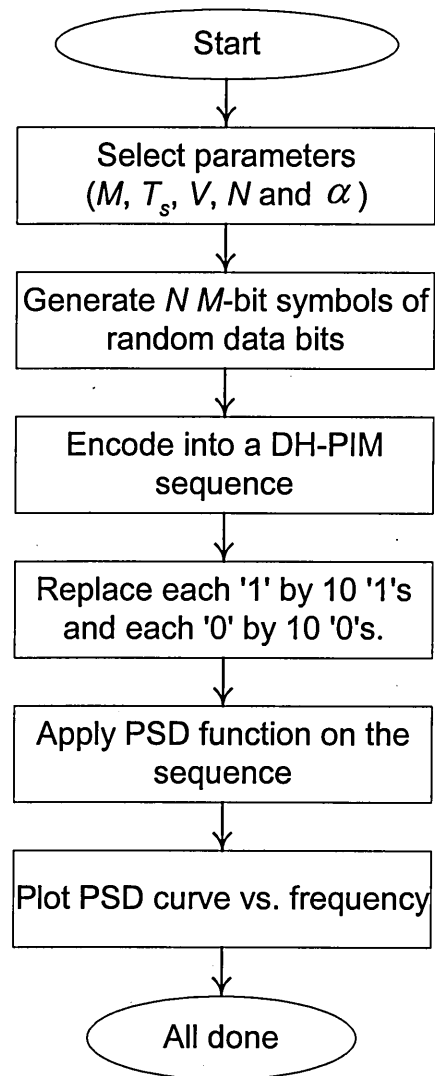 Start
Select parameters
(M, Ts, V, N and α)
Generate N M-bit symbols of
random data bits
Encode into a DH-PIM
sequence
Replace each '1' by 10 '1's
and each '0' by 10 '0's.
Apply PSD function on the
sequence
Plot PSD curve vs. frequency
All done